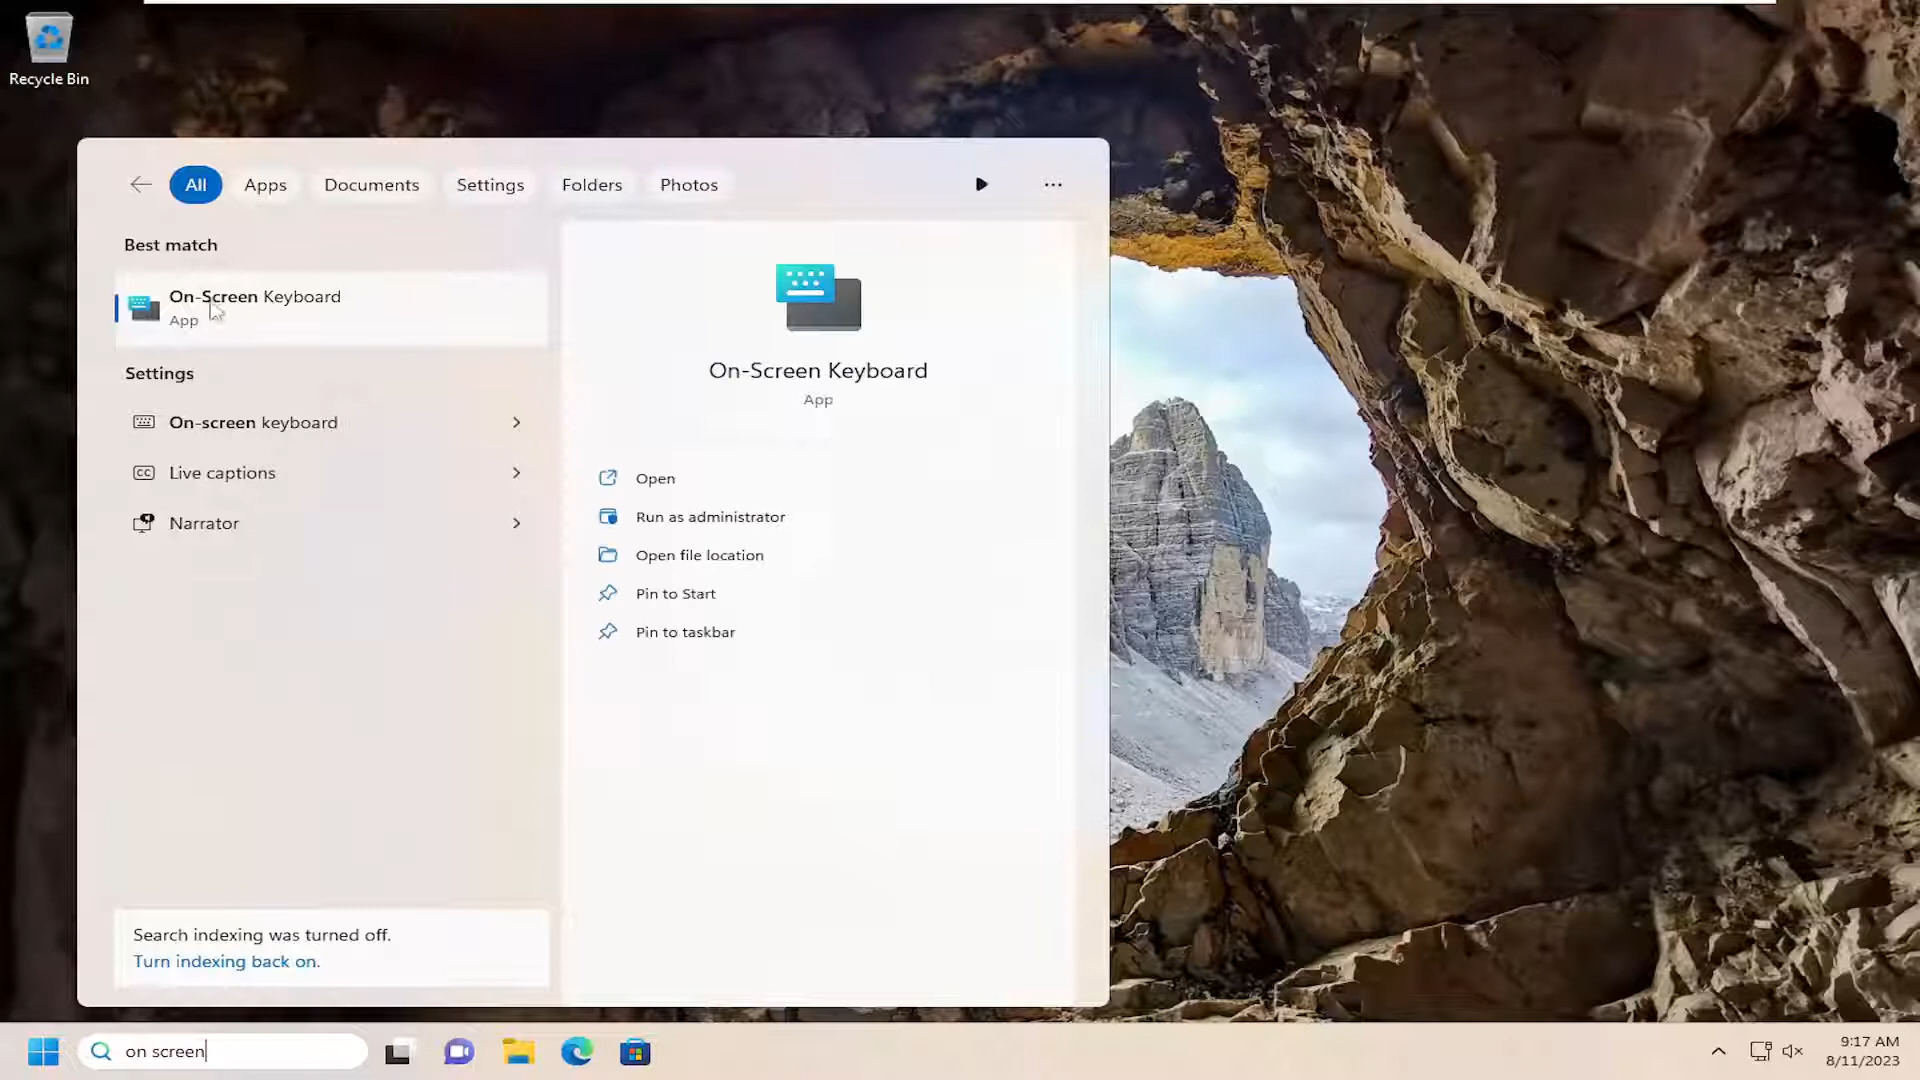 Recycle Bin
All
Apps
Documents
Settings
Folders
Photos
Best match
On-Screen Keyboard
App
Settings
On-screen keyboard
Live captions
Narrator
Search indexing was turned off.
Turn indexing back on.
On-Screen Keyboard
App
Open
Run as administrator
Open file location
Pin to Start
Pin to taskbar
on screen
9:17 AM
8/11/2023